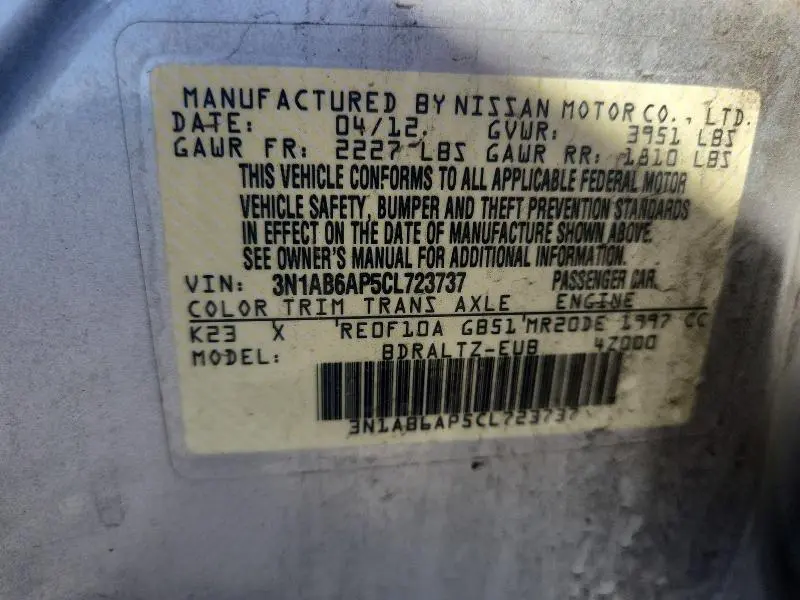 MANUFACTURED BY NISSAN MOTOR CO., LTD.
DATE: 04/12 GVWR: 3951 LBS
GAWR FR: 2227 LBS GAWR RR: 1810 LBS
THIS VEHICLE CONFORMS TO ALL APPLICABLE FEDERAL MOTOR
VEHICLE SAFETY, BUMPER AND THEFT PREVENTION STANDARDS
IN EFFECT ON THE DATE OF MANUFACTURE SHOWN ABOVE.
SEE OWNER'S MANUAL FOR ADDITIONAL INFORMATION.
VIN: 3N1AB6AP5CL723737 PASSENGER CAR
COLOR TRIM TRANS AXLE ENGINE
K23 X RE0F10A GB51 MR20DE 1997 CC
MODEL: BDRALTZ-EUB 4Z000
3N1AB6AP5CL723737